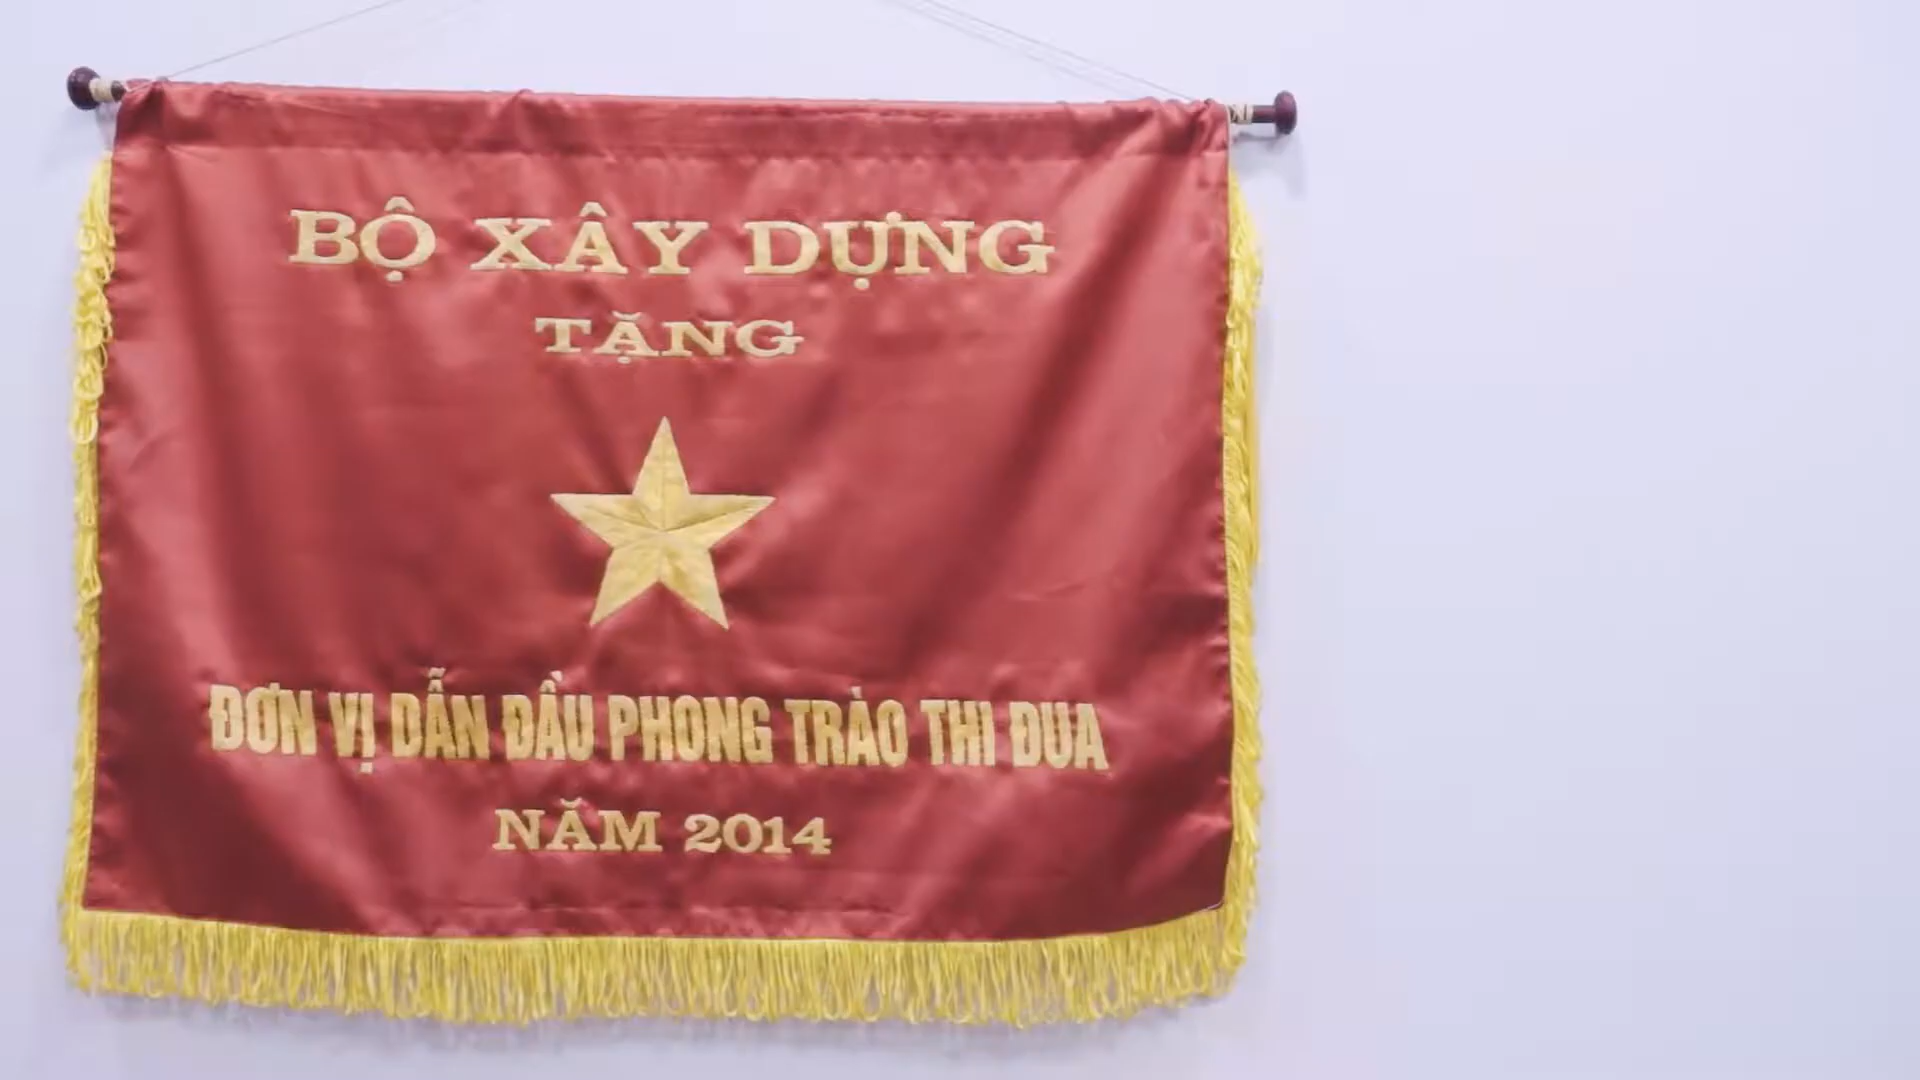 BỘ XÂY DỰNG
TẶNG
ĐƠN VỊ DẪN ĐẦU PHONG TRÀO THI ĐUA
NĂM 2014